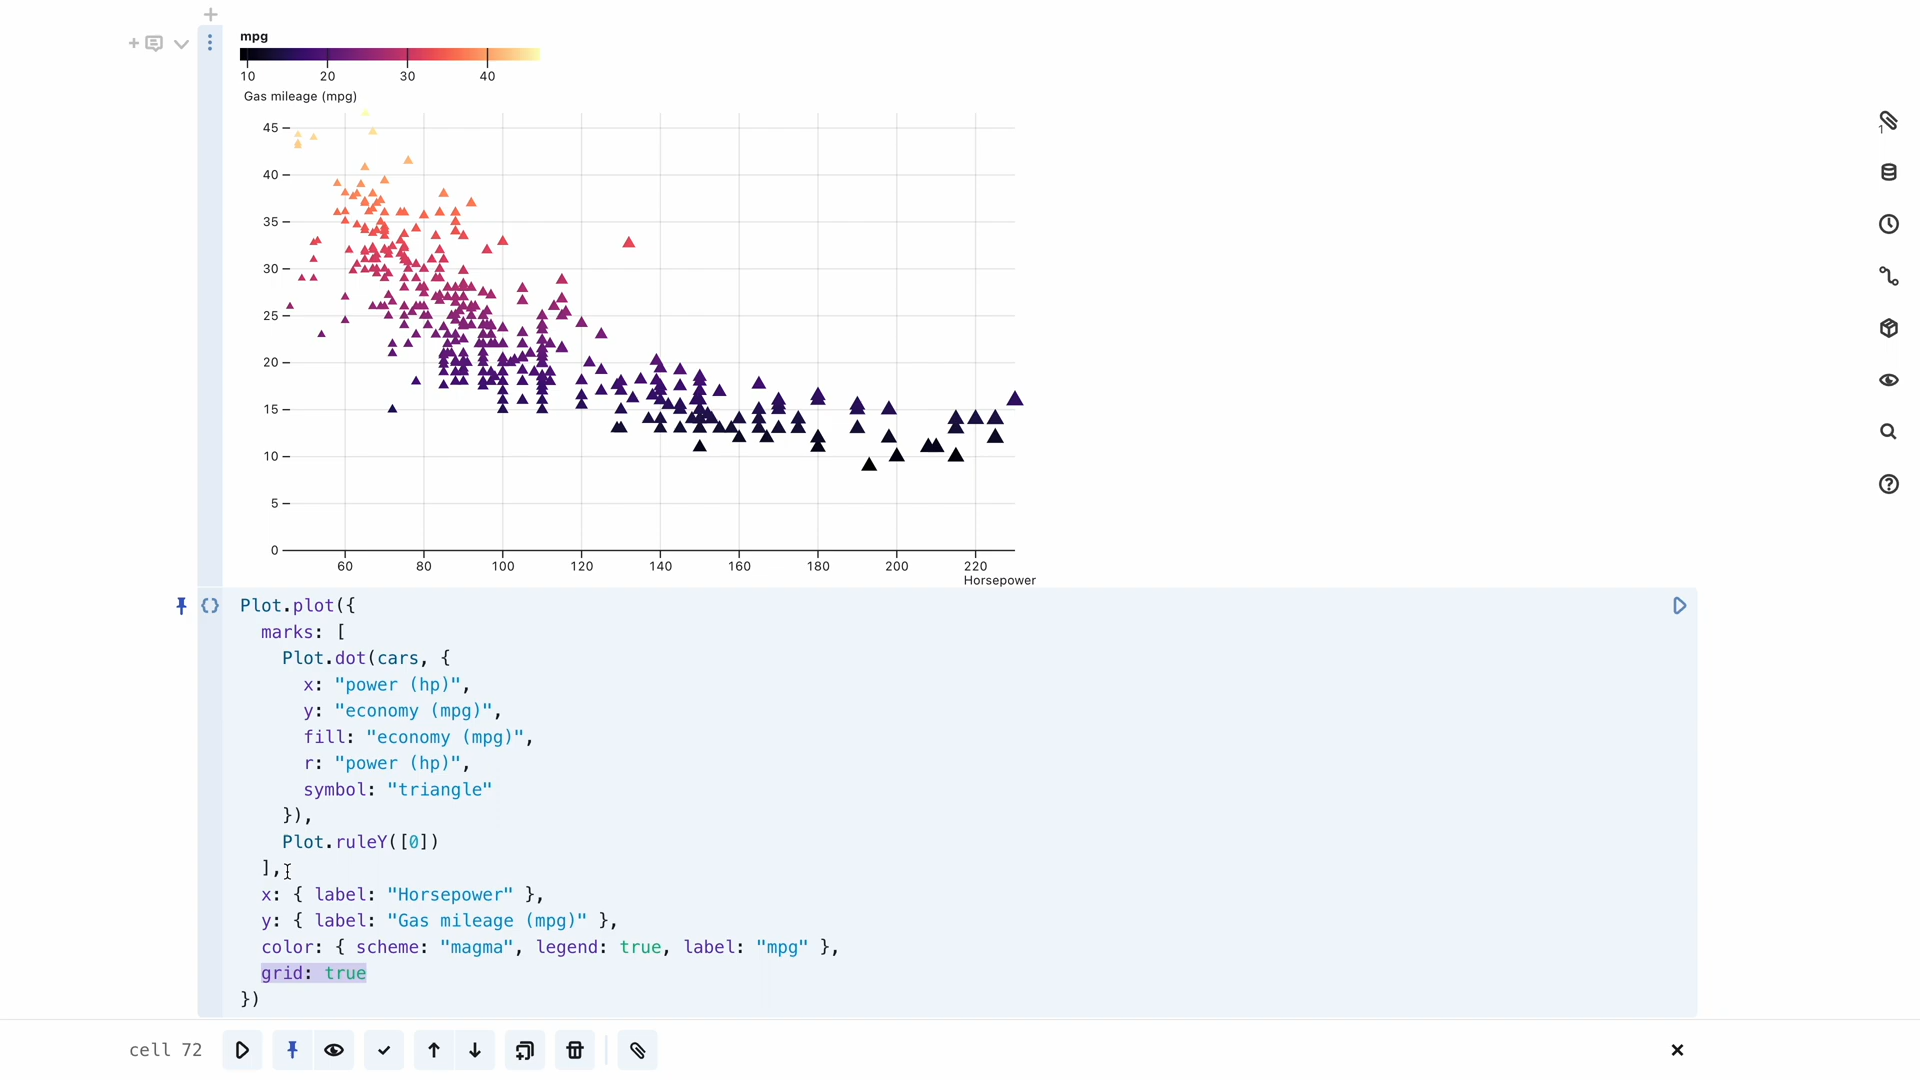 mpg
10 20 30 40
Gas mileage (mpg)
45
40
35
30
25
20
15
10
5
0
60 80 100 120 140 160 180 200 220
Horsepower
1
Plot.plot({
marks: [
Plot.dot(cars, {
x: "power (hp)",
y: "economy (mpg)",
fill: "economy (mpg)",
r: "power (hp)",
symbol: "triangle"
}),
Plot.ruleY([0])
],
x: { label: "Horsepower" },
y: { label: "Gas mileage (mpg)" },
color: { scheme: "magma", legend: true, label: "mpg" },
grid: true
})
cell 72